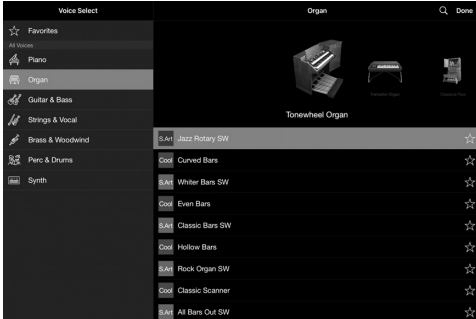 Voice Select
Organ
Done
Favorites
All Voices
Piano
Organ
Guitar & Bass
Strings & Vocal
Brass & Woodwind
Perc & Drums
Synth
Tonewheel Organ
S.Art Jazz Rotary SW
Cool Curved Bars
S.Art Whiter Bars SW
Cool Even Bars
S.Art Classic Bars SW
Cool Hollow Bars
S.Art Rock Organ SW
Cool Classic Scanner
S.Art All Bars Out SW